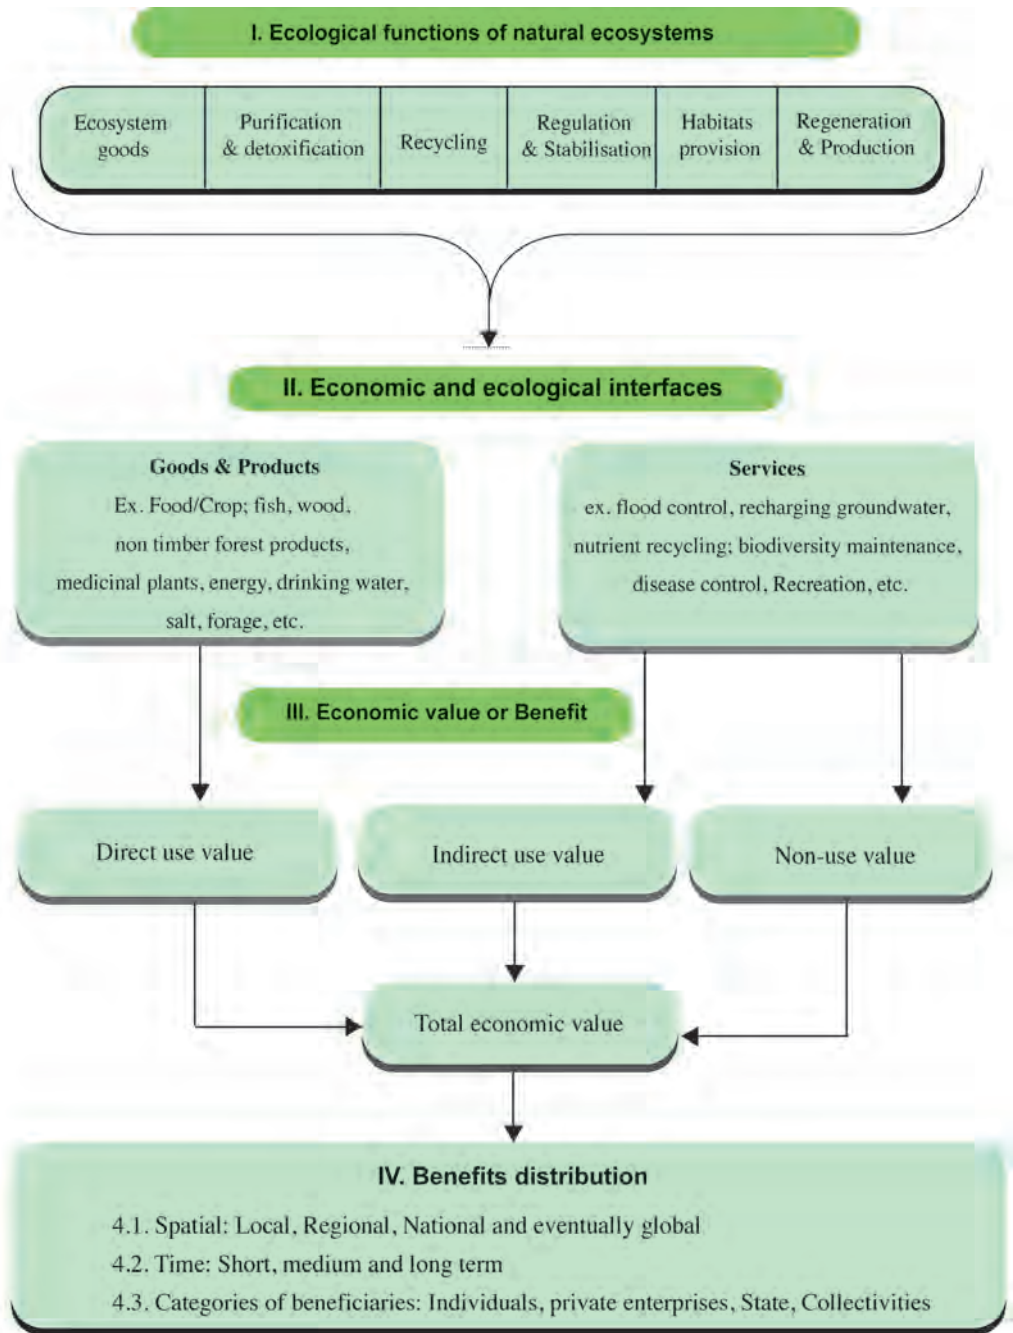 I. Ecological functions of natural ecosystems
Ecosystem
goods
Purification
& detoxification
Recycling
Regulation
& Stabilisation
Habitats
provision
Regeneration
& Production
II. Economic and ecological interfaces
Goods & Products
Ex. Food/Crop; fish, wood,
non timber forest products,
medicinal plants, energy, drinking water,
salt, forage, etc.
Services
ex. flood control, recharging groundwater,
nutrient recycling; biodiversity maintenance,
disease control, Recreation, etc.
III. Economic value or Benefit
Direct use value
Indirect use value
Non-use value
Total economic value
IV. Benefits distribution
4.1. Spatial: Local, Regional, National and eventually global
4.2. Time: Short, medium and long term
4.3. Categories of beneficiaries: Individuals, private enterprises, State, Collectivities